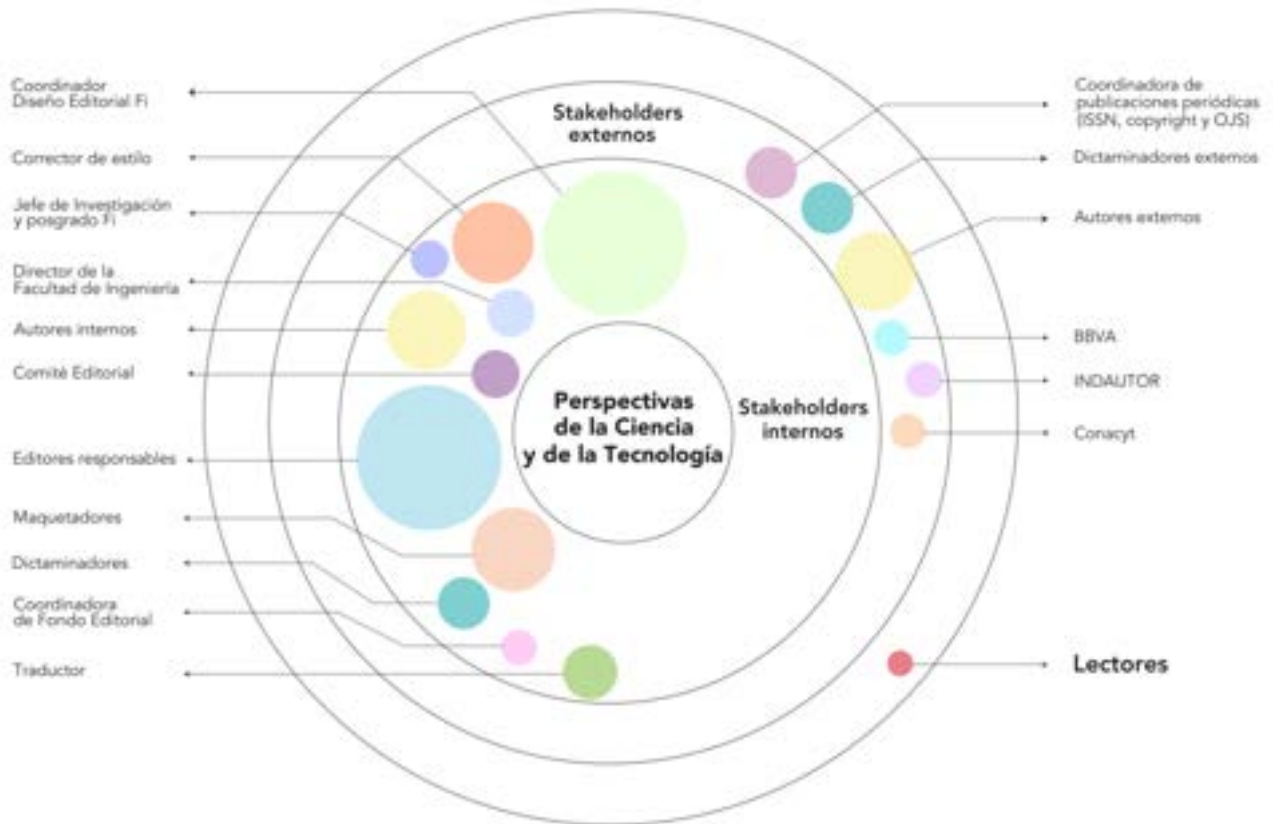 Coordinador
Diseño Editorial Fi
Corrector de estilo
Jefe de Investigación
y posgrado Fi
Director de la
Facultad de Ingeniería
Autores internos
Comité Editorial
Editores responsables
Maquetadores
Dictaminadores
Coordinadora
de Fondo Editorial
Traductor
Stakeholders
externos
Perspectivas
de la Ciencia
y de la Tecnología
Stakeholders
internos
Coordinadora de
publicaciones periódicas
(ISSN, copyright y OJS)
Dictaminadores externos
Autores externos
BBVA
INDAUTOR
Conacyt
Lectores